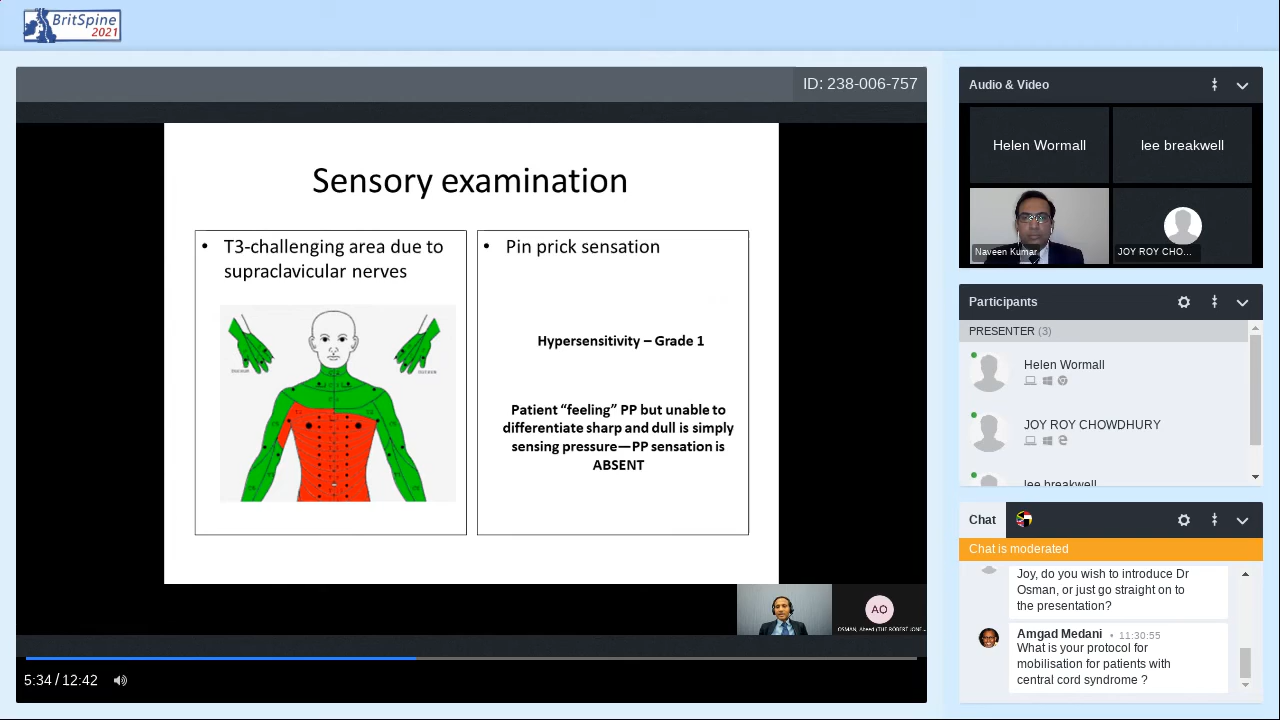 BritSpine
2021
ID: 238-006-757
Sensory examination
• T3-challenging area due to
supraclavicular nerves
• Pin prick sensation
Hypersensitivity – Grade 1
Patient “feeling” PP but unable to
differentiate sharp and dull is simply
sensing pressure—PP sensation is
ABSENT
AO
5:34 / 12:42
Audio & Video
Helen Wormall
lee breakwell
Naveen Kumar
JOY ROY CHO...
Participants
PRESENTER (3)
Helen Wormall
JOY ROY CHOWDHURY
lee breakwell
Chat
Chat is moderated
Joy, do you wish to introduce Dr
Osman, or just go straight on to
the presentation?
Amgad Medani • 11:30:55
What is your protocol for
mobilisation for patients with
central cord syndrome ?